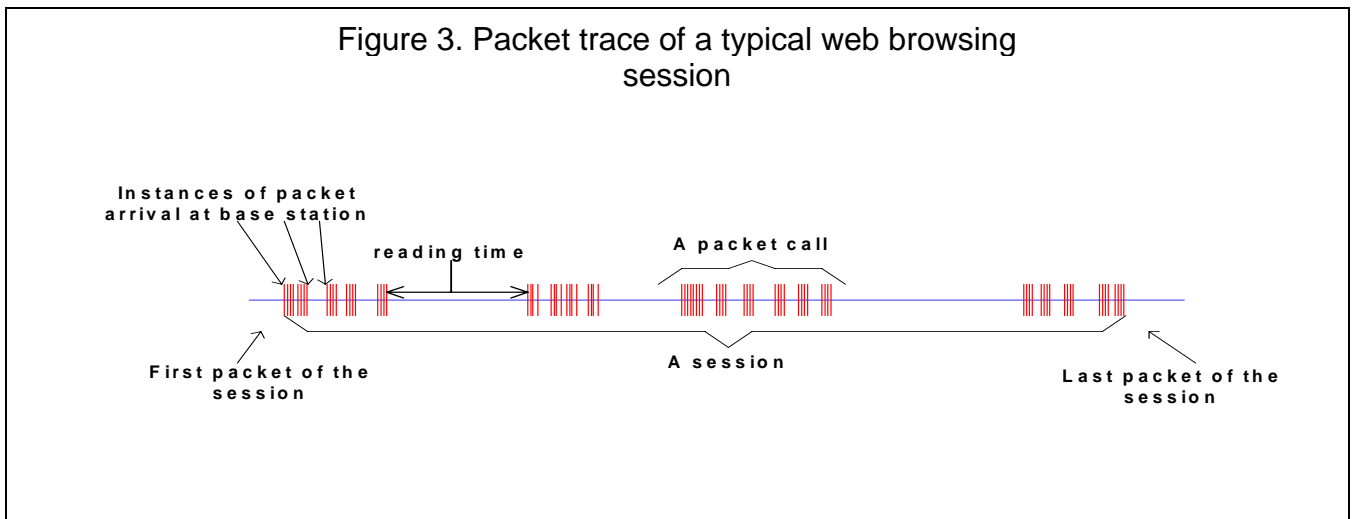 Figure 3. Packet trace of a typical web browsing
session
Instances of packet
arrival at base station
reading time
A packet call
First packet of the
session
A session
Last packet of the
session